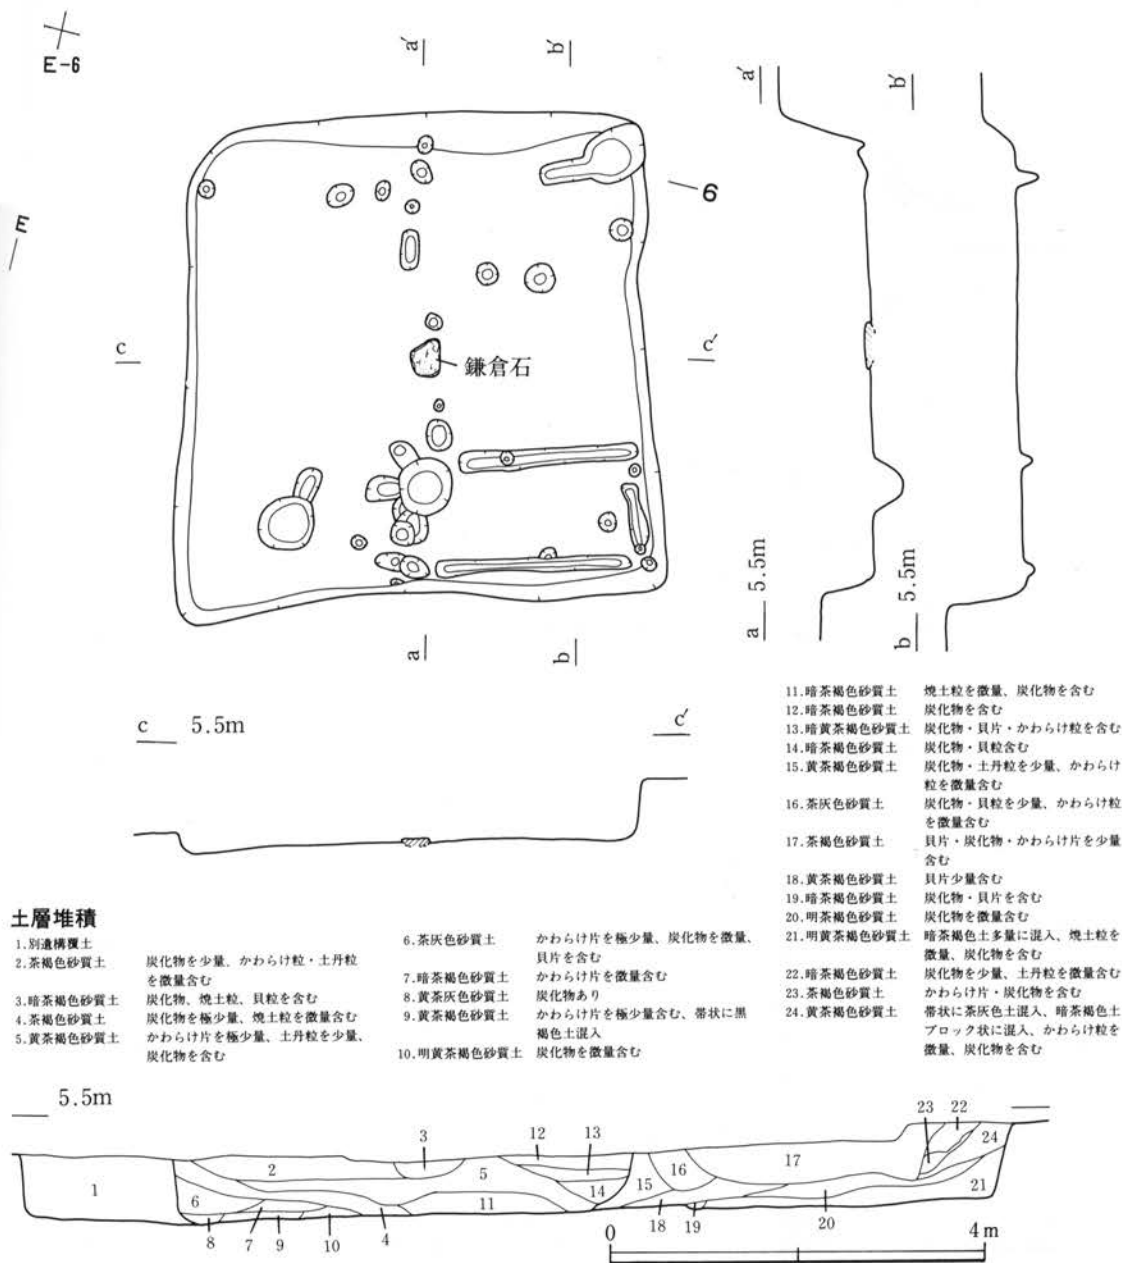 E-6
a'
b'
a'
b'
6
E
c
c'
鎌倉石
a
b
a 5.5m
b 5.5m
c 5.5m
c'
11.暗茶褐色砂質土 焼土粒を微量、炭化物を含む
12.暗茶褐色砂質土 炭化物を含む
13.暗黄茶褐色砂質土 炭化物・貝片・かわらけ粒を含む
14.暗茶褐色砂質土 炭化物・貝粒含む
15.黄茶褐色砂質土 炭化物・土丹粒を少量、かわらけ
粒を微量含む
16.茶灰色砂質土 炭化物・貝粒を少量、かわらけ粒
を微量含む
17.茶褐色砂質土 貝片・炭化物・かわらけ片を少量
含む
18.黄茶褐色砂質土 貝片少量含む
19.暗茶褐色砂質土 炭化物・貝片を含む
20.明茶褐色砂質土 炭化物を微量含む
21.明黄茶褐色砂質土 暗茶褐色土多量に混入、焼土粒を
微量、炭化物を含む
22.暗茶褐色砂質土 炭化物を少量、土丹粒を微量含む
23.茶褐色砂質土 かわらけ片・炭化物を含む
24.黄茶褐色砂質土 帯状に茶灰色土混入、暗茶褐色土
ブロック状に混入、かわらけ粒を
微量、炭化物を含む
土層堆積
1.別遺構覆土
2.茶褐色砂質土 炭化物を少量、かわらけ粒・土丹粒
を微量含む
3.暗茶褐色砂質土 炭化物、焼土粒、貝粒を含む
4.茶褐色砂質土 炭化物を極少量、焼土粒を微量含む
5.黄茶褐色砂質土 かわらけ片を極少量、土丹粒を少量、
炭化物を含む
6.茶灰色砂質土 かわらけ片を極少量、炭化物を微量、
貝片を含む
7.暗茶褐色砂質土 かわらけ片を微量含む
8.黄茶灰色砂質土 炭化物あり
9.黄茶褐色砂質土 かわらけ片を極少量含む、帯状に黒
褐色土混入
10.明黄茶褐色砂質土 炭化物を微量含む
5.5m
23 22
3 12 13 24
1 2 5 16 17
6 11 14 15 21
8 7 9 10 4 18 19 20
0 4m